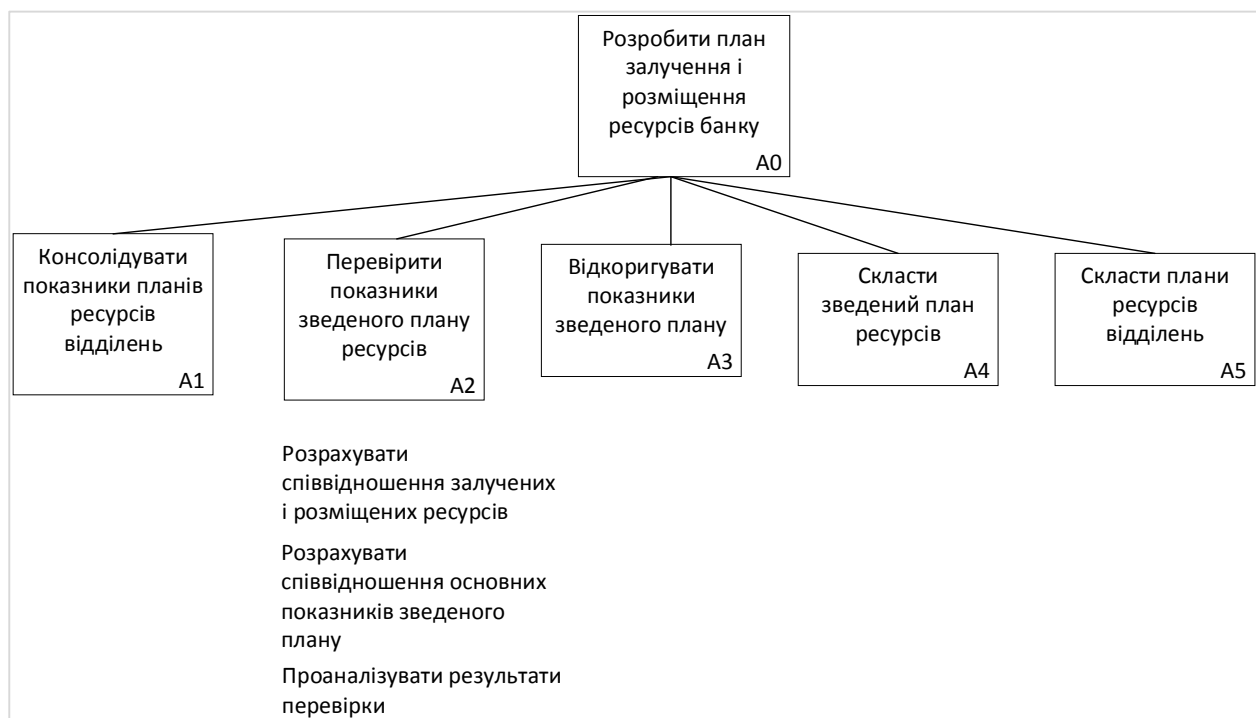 Розробити план
залучення і
розміщення
ресурсів банку
A0
Консолідувати
показники планів
ресурсів
відділень
A1
Перевірити
показники
зведеного плану
ресурсів
A2
Відкоригувати
показники
зведеного плану
A3
Скласти
зведений план
ресурсів
A4
Скласти плани
ресурсів
відділень
A5
Розрахувати
співвідношення залучених
і розміщених ресурсів
Розрахувати
співвідношення основних
показників зведеного
плану
Проаналізувати результати
перевірки